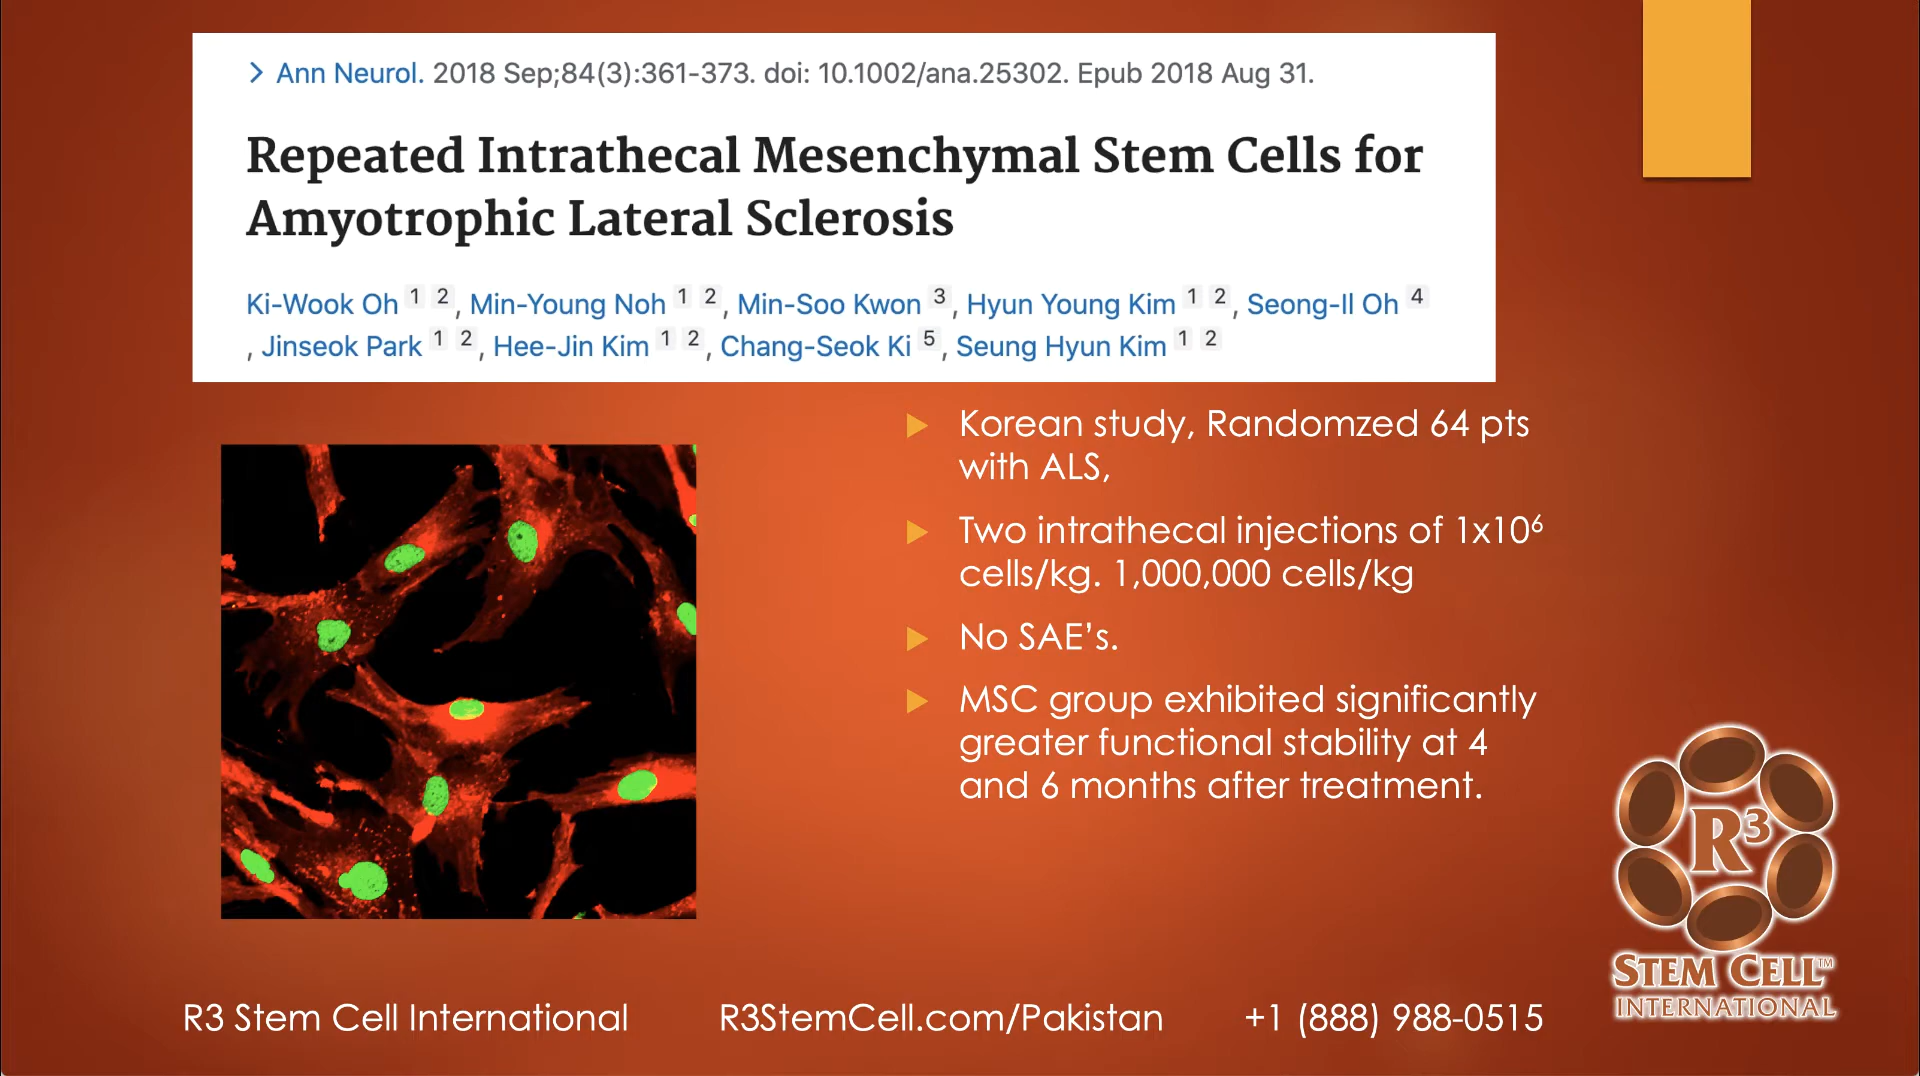 > Ann Neurol. 2018 Sep;84(3):361-373. doi: 10.1002/ana.25302. Epub 2018 Aug 31.
Repeated Intrathecal Mesenchymal Stem Cells for
Amyotrophic Lateral Sclerosis
Ki-Wook Oh 1 2, Min-Young Noh 1 2, Min-Soo Kwon 3, Hyun Young Kim 1 2, Seong-Il Oh 4
, Jinseok Park 1 2, Hee-Jin Kim 1 2, Chang-Seok Ki 5, Seung Hyun Kim 1 2
Korean study, Randomzed 64 pts
with ALS,
Two intrathecal injections of 1x10⁶
cells/kg. 1,000,000 cells/kg
No SAE's.
MSC group exhibited significantly
greater functional stability at 4
and 6 months after treatment.
R³
STEM CELL™
INTERNATIONAL
R3 Stem Cell International R3StemCell.com/Pakistan +1 (888) 988-0515